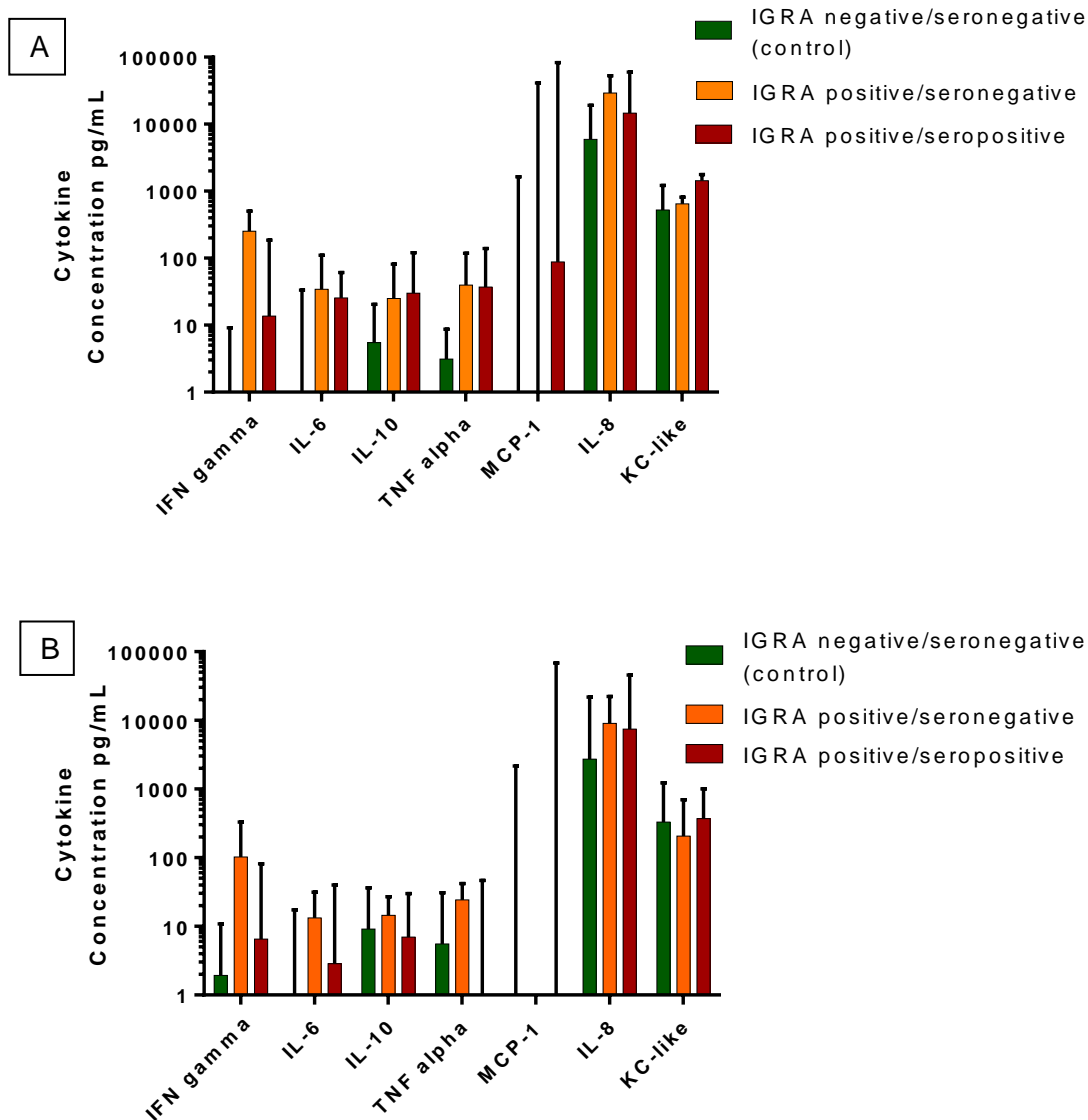 A
IGRA negative/seronegative
(control)
IGRA positive/seronegative
IGRA positive/seropositive
Cytokine
Concentration pg/mL
100000
10000
1000
100
10
1
IFN gamma
IL-6
IL-10
TNF alpha
MCP-1
IL-8
KC-like
B
IGRA negative/seronegative
(control)
IGRA positive/seronegative
IGRA positive/seropositive
Cytokine
Concentration pg/mL
100000
10000
1000
100
10
1
IFN gamma
IL-6
IL-10
TNF alpha
MCP-1
IL-8
KC-like